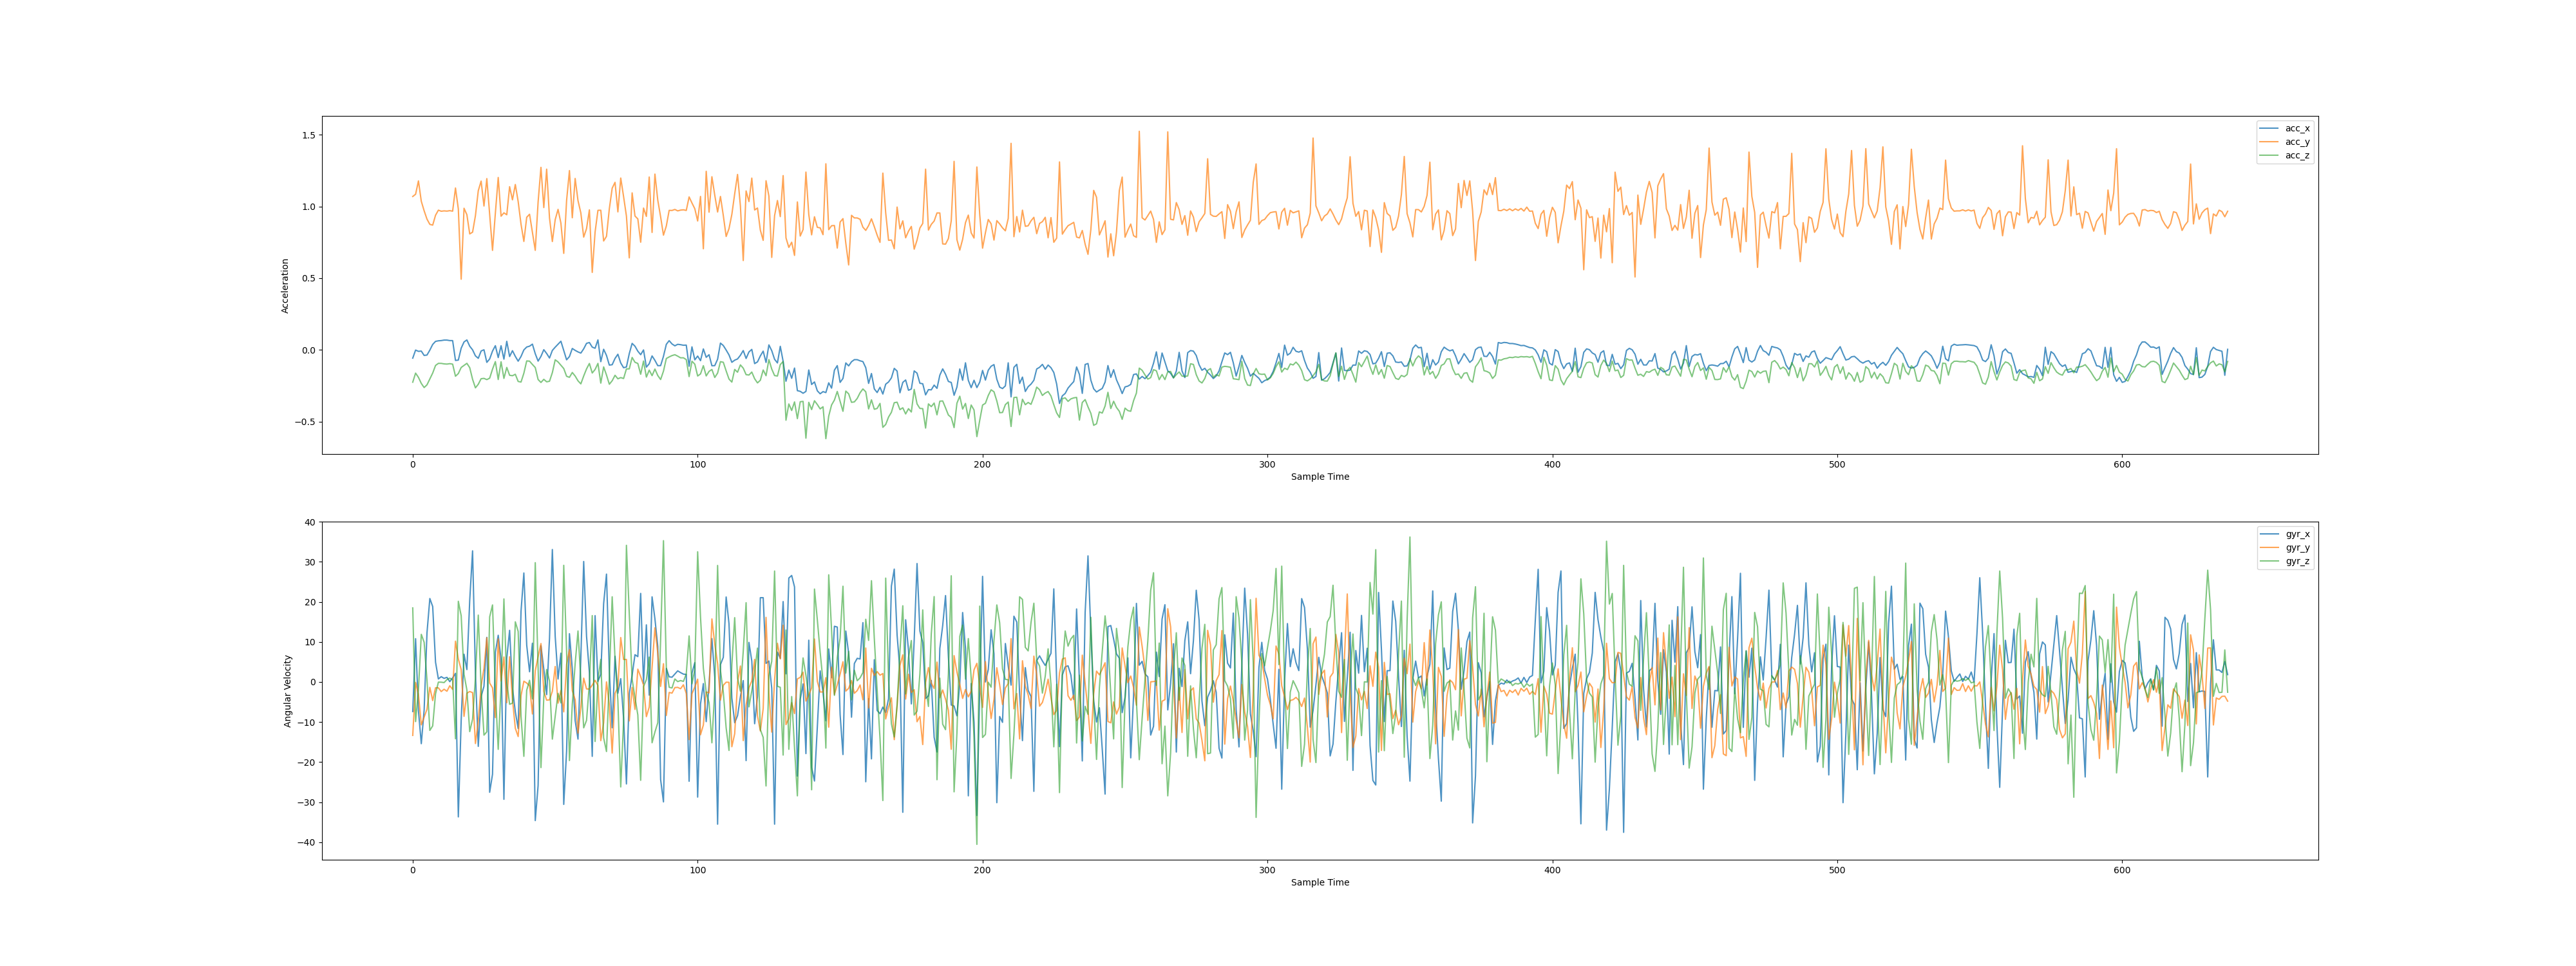 1.5
1.0
0.5
0.0
−0.5
Acceleration
acc_x
acc_y
acc_z
0 100 200 300 400 500 600
Sample Time
40
30
20
10
0
−10
−20
−30
−40
Angular Velocity
gyr_x
gyr_y
gyr_z
0 100 200 300 400 500 600
Sample Time